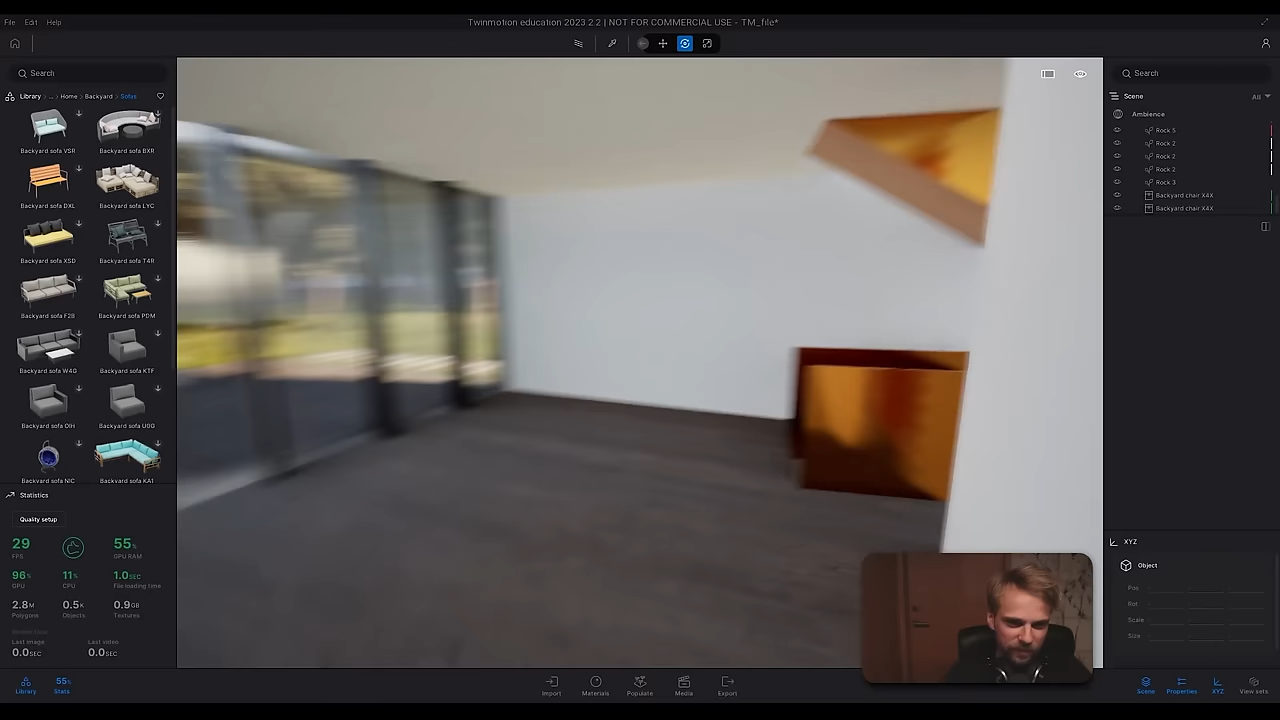 Twinmotion education 2023 2.2 | NOT FOR COMMERCIAL USE - TM_file*
File Edit Help
Search
Library > ... > Home > Backyard > Sofas
Backyard sofa VSR Backyard sofa BXR
Backyard sofa DXL Backyard sofa LYC
Backyard sofa XSD Backyard sofa T4R
Backyard sofa F2B Backyard sofa PDM
Backyard sofa W4G Backyard sofa KTF
Backyard sofa OIH Backyard sofa U0G
Backyard sofa NIC Backyard sofa KA1
Statistics
Quality setup
29 55%
FPS GPU RAM
96% 11% 1.0SEC
GPU CPU File loading time
2.8M 0.5K 0.9GB
Polygons Objects Textures
Last image Last video
0.0SEC 0.0SEC
Library 55% Stats
Import Materials Populate Media Export
Search
Scene All
Ambience
Rock 5
Rock 2
Rock 2
Rock 2
Rock 3
Backyard chair X4X
Backyard chair X4X
XYZ
Object
Pos
Rot
Scale
Size
Scene Properties XYZ View sets